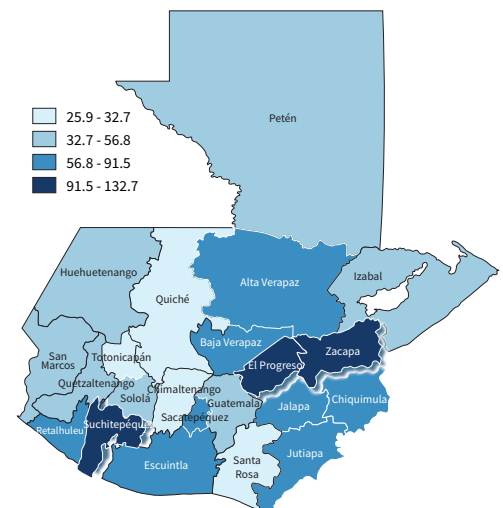 Petén
25.9 - 32.7
32.7 - 56.8
56.8 - 91.5
91.5 - 132.7
Huehuetenango
Quiché
Alta Verapaz
Izabal
San
Marcos
Totonicapán
Baja Verapaz
El Progreso
Zacapa
Quetzaltenango
Sololá
Chimaltenango
Guatemala
Sacatepéquez
Jalapa
Chiquimula
Retalhuleu
Suchitepéquez
Escuintla
Santa
Rosa
Jutiapa